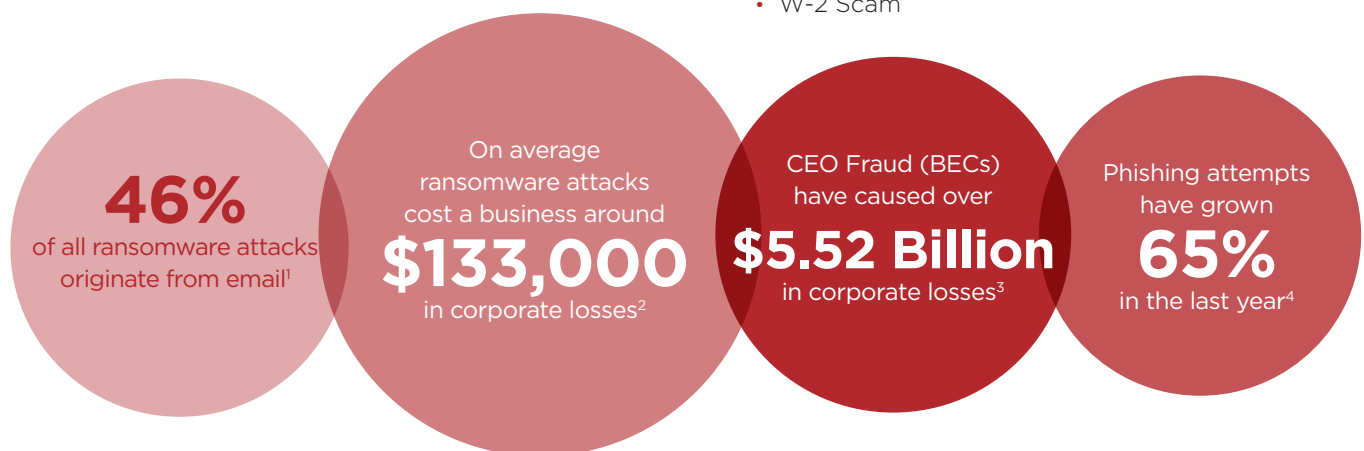 • W-2 Scam
46%
of all ransomware attacks
originate from email¹
On average
ransomware attacks
cost a business around
$133,000
in corporate losses²
CEO Fraud (BECs)
have caused over
$5.52 Billion
in corporate losses³
Phishing attempts
have grown
65%
in the last year⁴